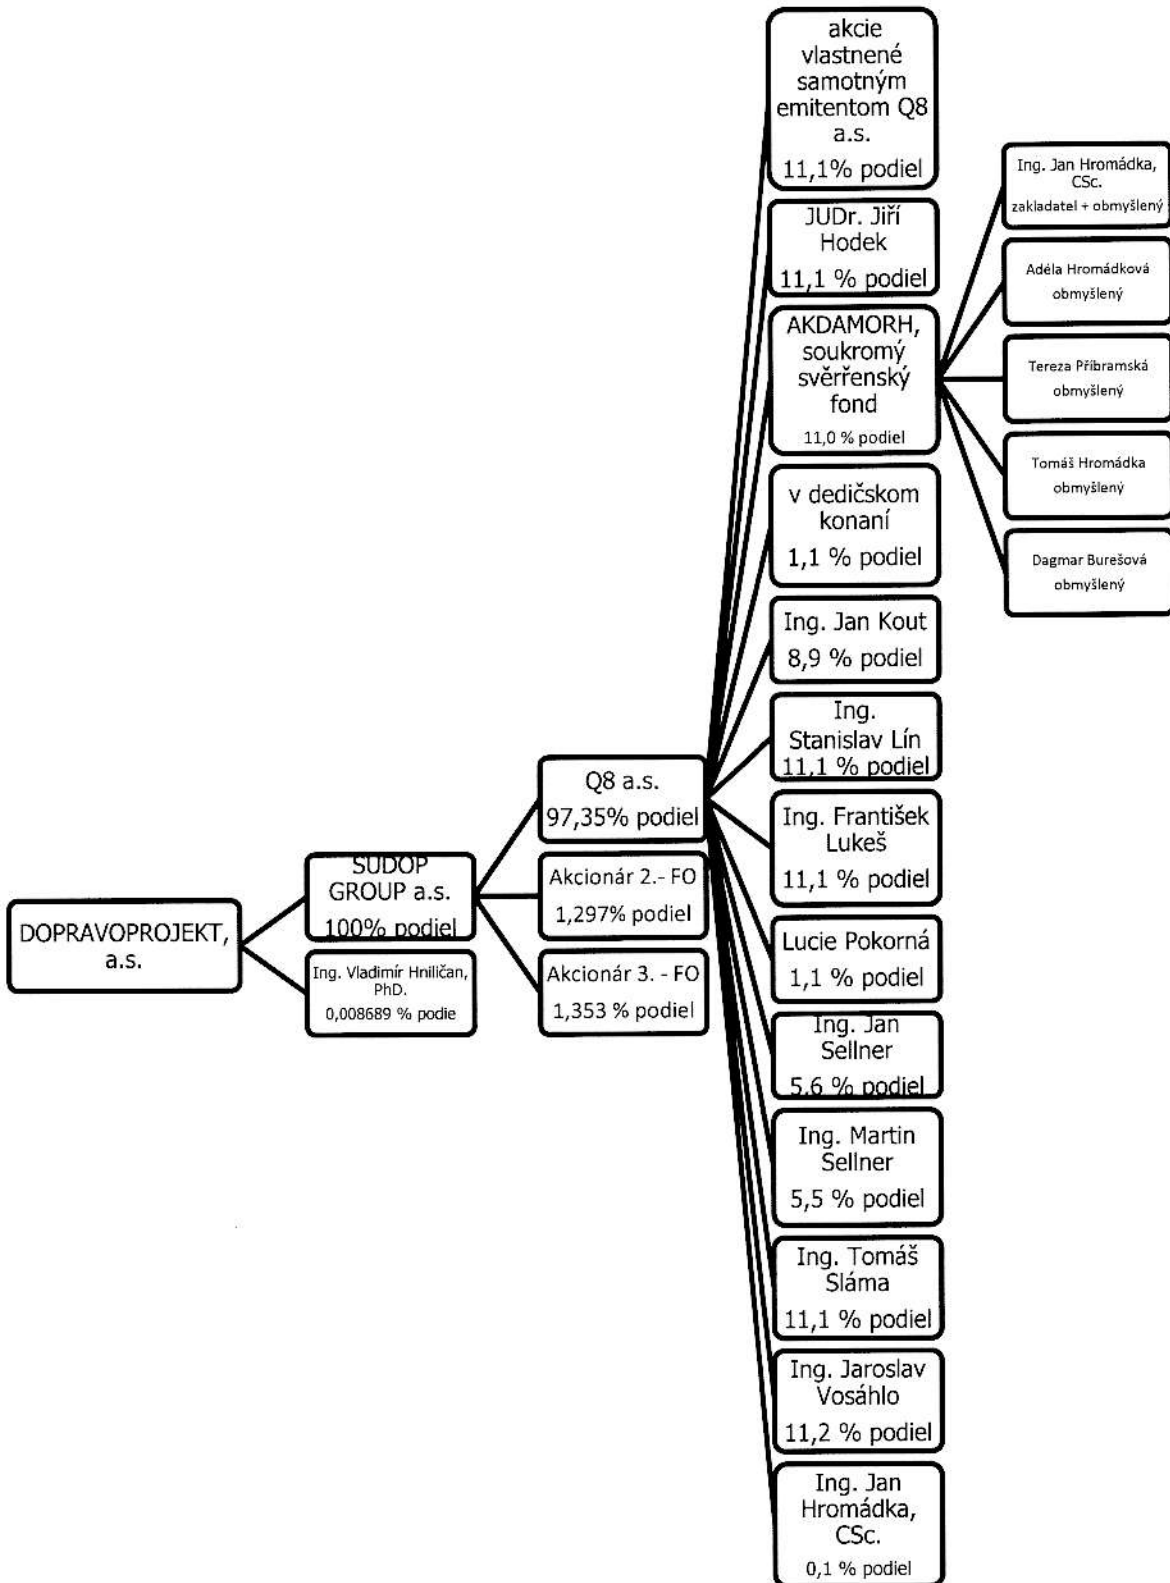 DOPRAVOPROJEKT,
a.s.
SUDOP
GROUP a.s.
100% podiel
Ing. Vladimír Hniličan,
PhD.
0,008689 % podie
Q8 a.s.
97,35% podiel
Akcionár 2.- FO
1,297% podiel
Akcionár 3. - FO
1,353 % podiel
akcie
vlastnené
samotným
emitentom Q8
a.s.
11,1% podiel
JUDr. Jiří
Hodek
11,1 % podiel
AKDAMORH,
soukromý
svěrřenský
fond
11,0 % podiel
v dedičskom
konaní
1,1 % podiel
Ing. Jan Kout
8,9 % podiel
Ing.
Stanislav Lín
11,1 % podiel
Ing. František
Lukeš
11,1 % podiel
Lucie Pokorná
1,1 % podiel
Ing. Jan
Sellner
5,6 % podiel
Ing. Martin
Sellner
5,5 % podiel
Ing. Tomáš
Sláma
11,1 % podiel
Ing. Jaroslav
Vosáhlo
11,2 % podiel
Ing. Jan
Hromádka,
CSc.
0,1 % podiel
Ing. Jan Hromádka,
CSc.
zakladatel + obmyšlený
Adéla Hromádková
obmyšlený
Tereza Příbramská
obmyšlený
Tomáš Hromádka
obmyšlený
Dagmar Burešová
obmyšlený